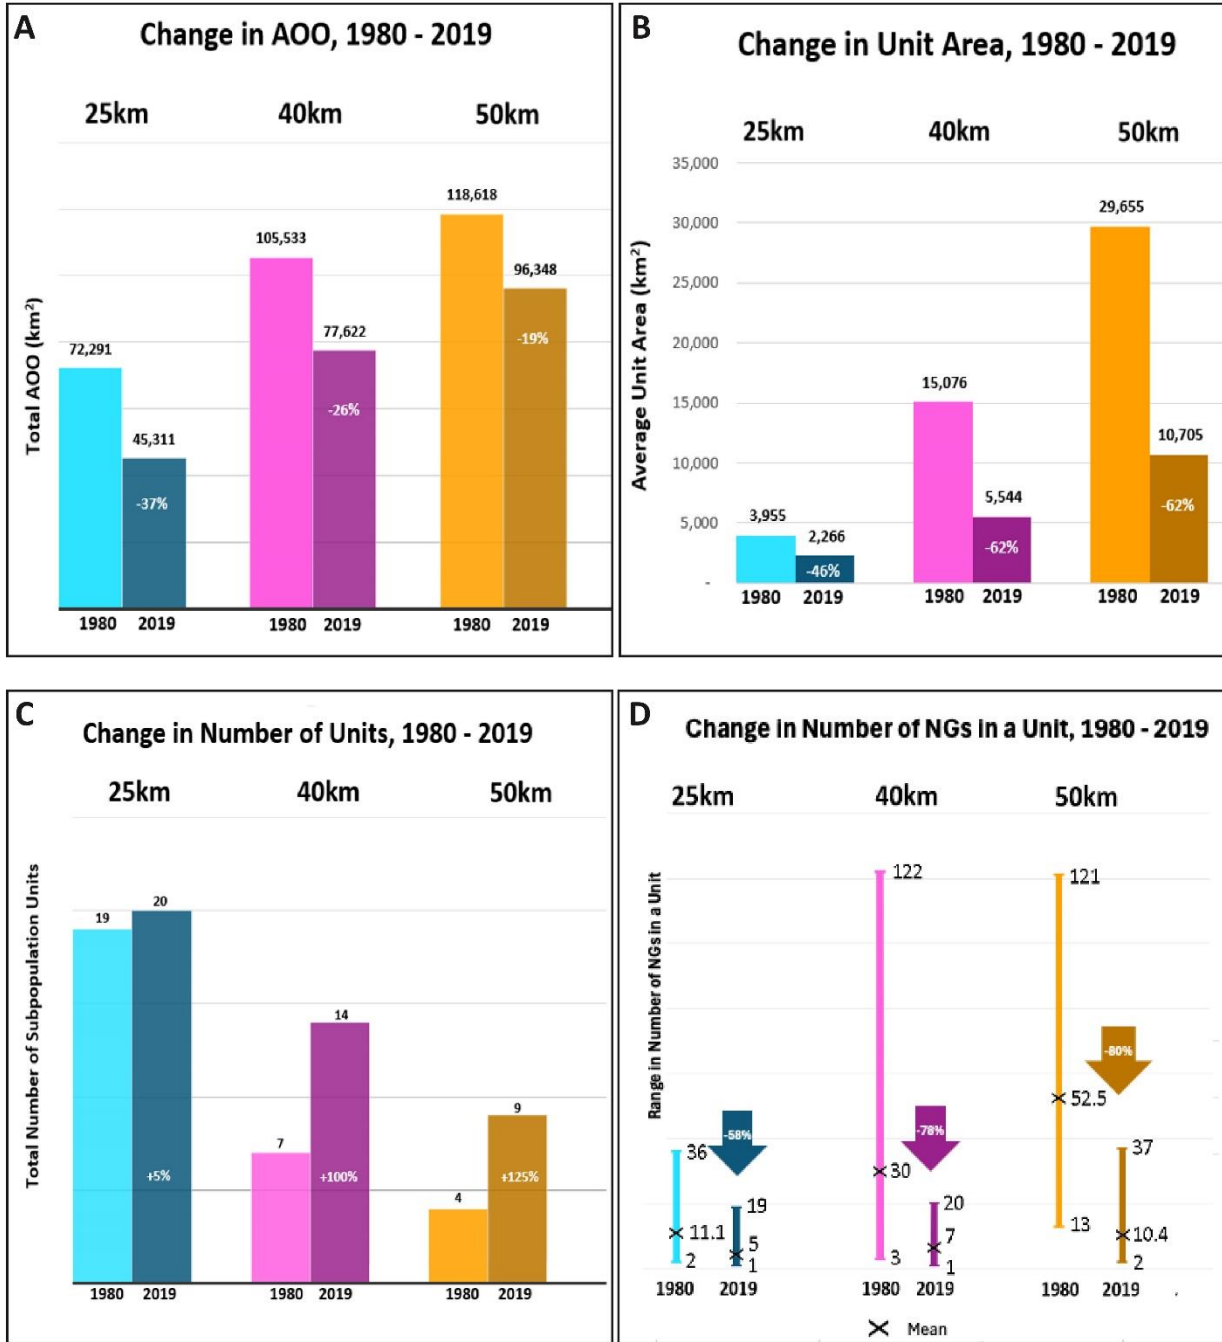 A
Change in AOO, 1980 - 2019
25km 40km 50km
Total AOO (km²)
72,291
45,311
-37%
105,533
77,622
-26%
118,618
96,348
-19%
1980 2019 1980 2019 1980 2019
B
Change in Unit Area, 1980 - 2019
25km 40km 50km
Average Unit Area (km²)
35,000
30,000
25,000
20,000
15,000
10,000
5,000
-
3,955
2,266
-46%
15,076
5,544
-62%
29,655
10,705
-62%
1980 2019 1980 2019 1980 2019
C
Change in Number of Units, 1980 - 2019
25km 40km 50km
Total Number of Subpopulation Units
19
20
+5%
7
14
+100%
4
9
+125%
1980 2019 1980 2019 1980 2019
D
Change in Number of NGs in a Unit, 1980 - 2019
25km 40km 50km
Range in Number of NGs in a Unit
36
11.1
2
-58%
19
5
1
122
30
3
-78%
20
7
1
121
52.5
13
-80%
37
10.4
2
1980 2019 1980 2019 1980 2019
Mean